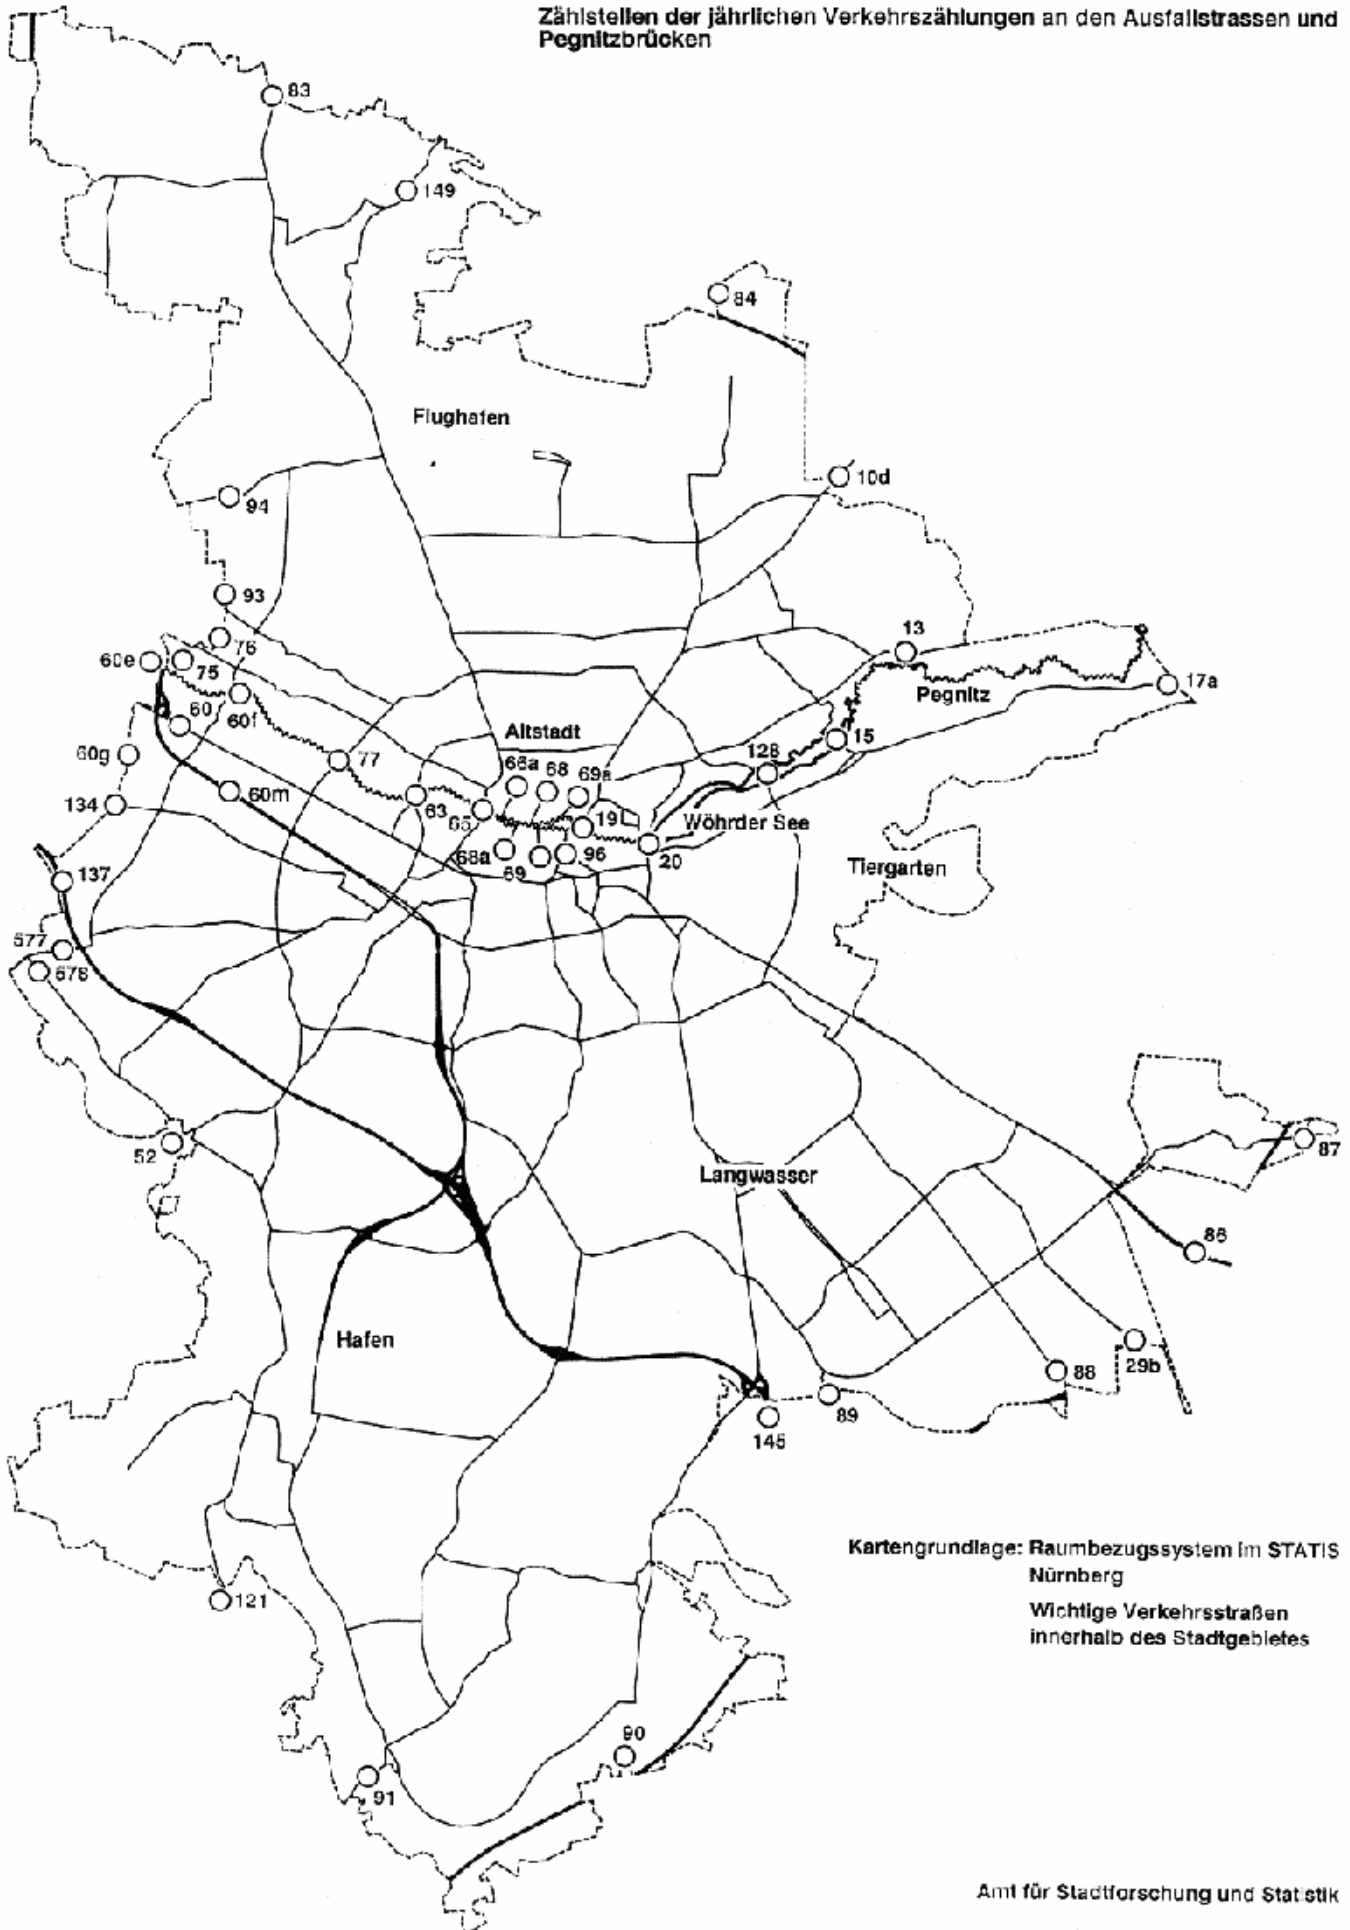 Zählstellen der jährlichen Verkehrszählungen an den Ausfallstrassen und
Pegnitzbrücken
83
149
84
Flughafen
10d
94
93
76
13
60e
75
17a
Pegnitz
60
60f
Altstadt
15
60g
77
128
66a
68
69a
60m
134
63
65
19
Wöhrder See
68a
96
20
69
Tiergarten
137
577
578
87
52
Langwasser
86
Hafen
29b
88
89
145
Kartengrundlage: Raumbezugssystem im STATIS
Nürnberg
Wichtige Verkehrsstraßen
innerhalb des Stadtgebietes
121
90
91
Amt für Stadtforschung und Statistik